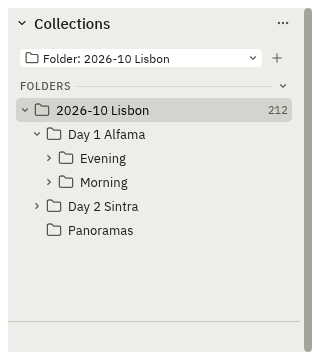 Collections
Folder: 2026-10 Lisbon
FOLDERS
2026-10 Lisbon 212
Day 1 Alfama
Evening
Morning
Day 2 Sintra
Panoramas